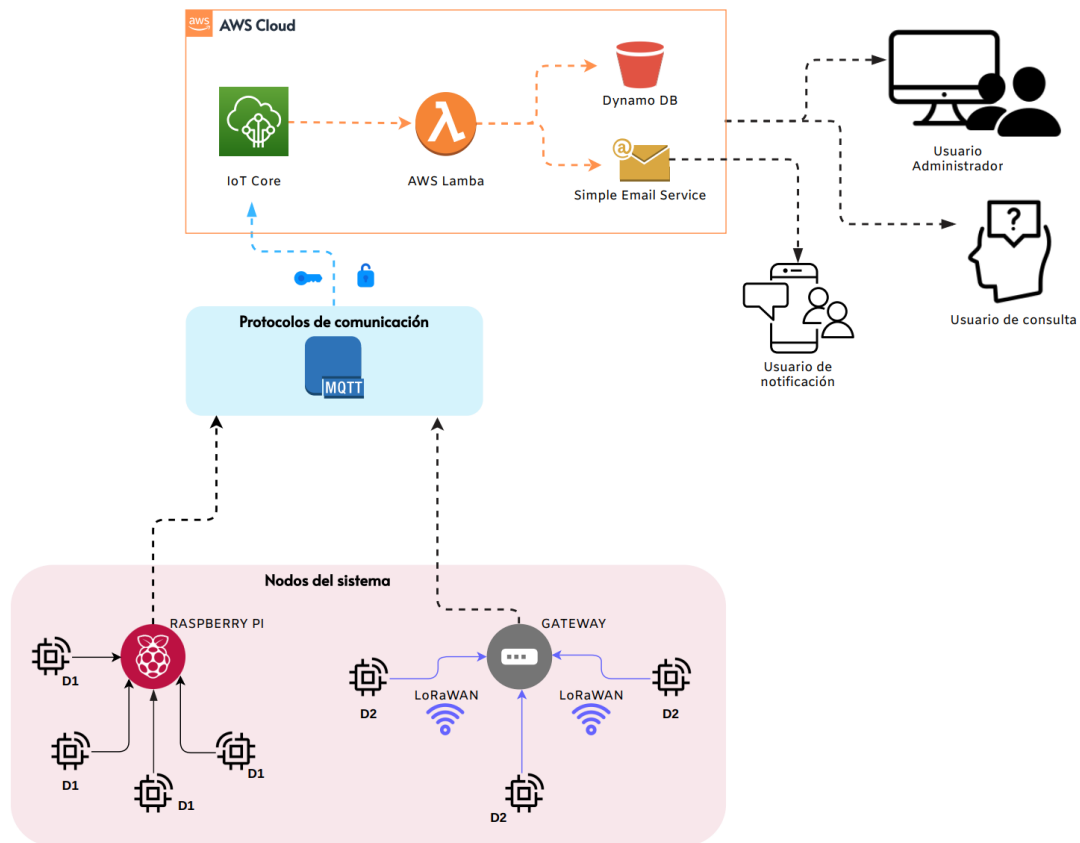 aws
AWS Cloud
Dynamo DB
IoT Core
AWS Lamba
@
Simple Email Service
Usuario
Administrador
?
Usuario de consulta
Usuario de
notificación
Protocolos de comunicación
MQTT
Nodos del sistema
RASPBERRY PI
GATEWAY
D1
D1
D1
D1
LoRaWAN
LoRaWAN
D2
D2
D2